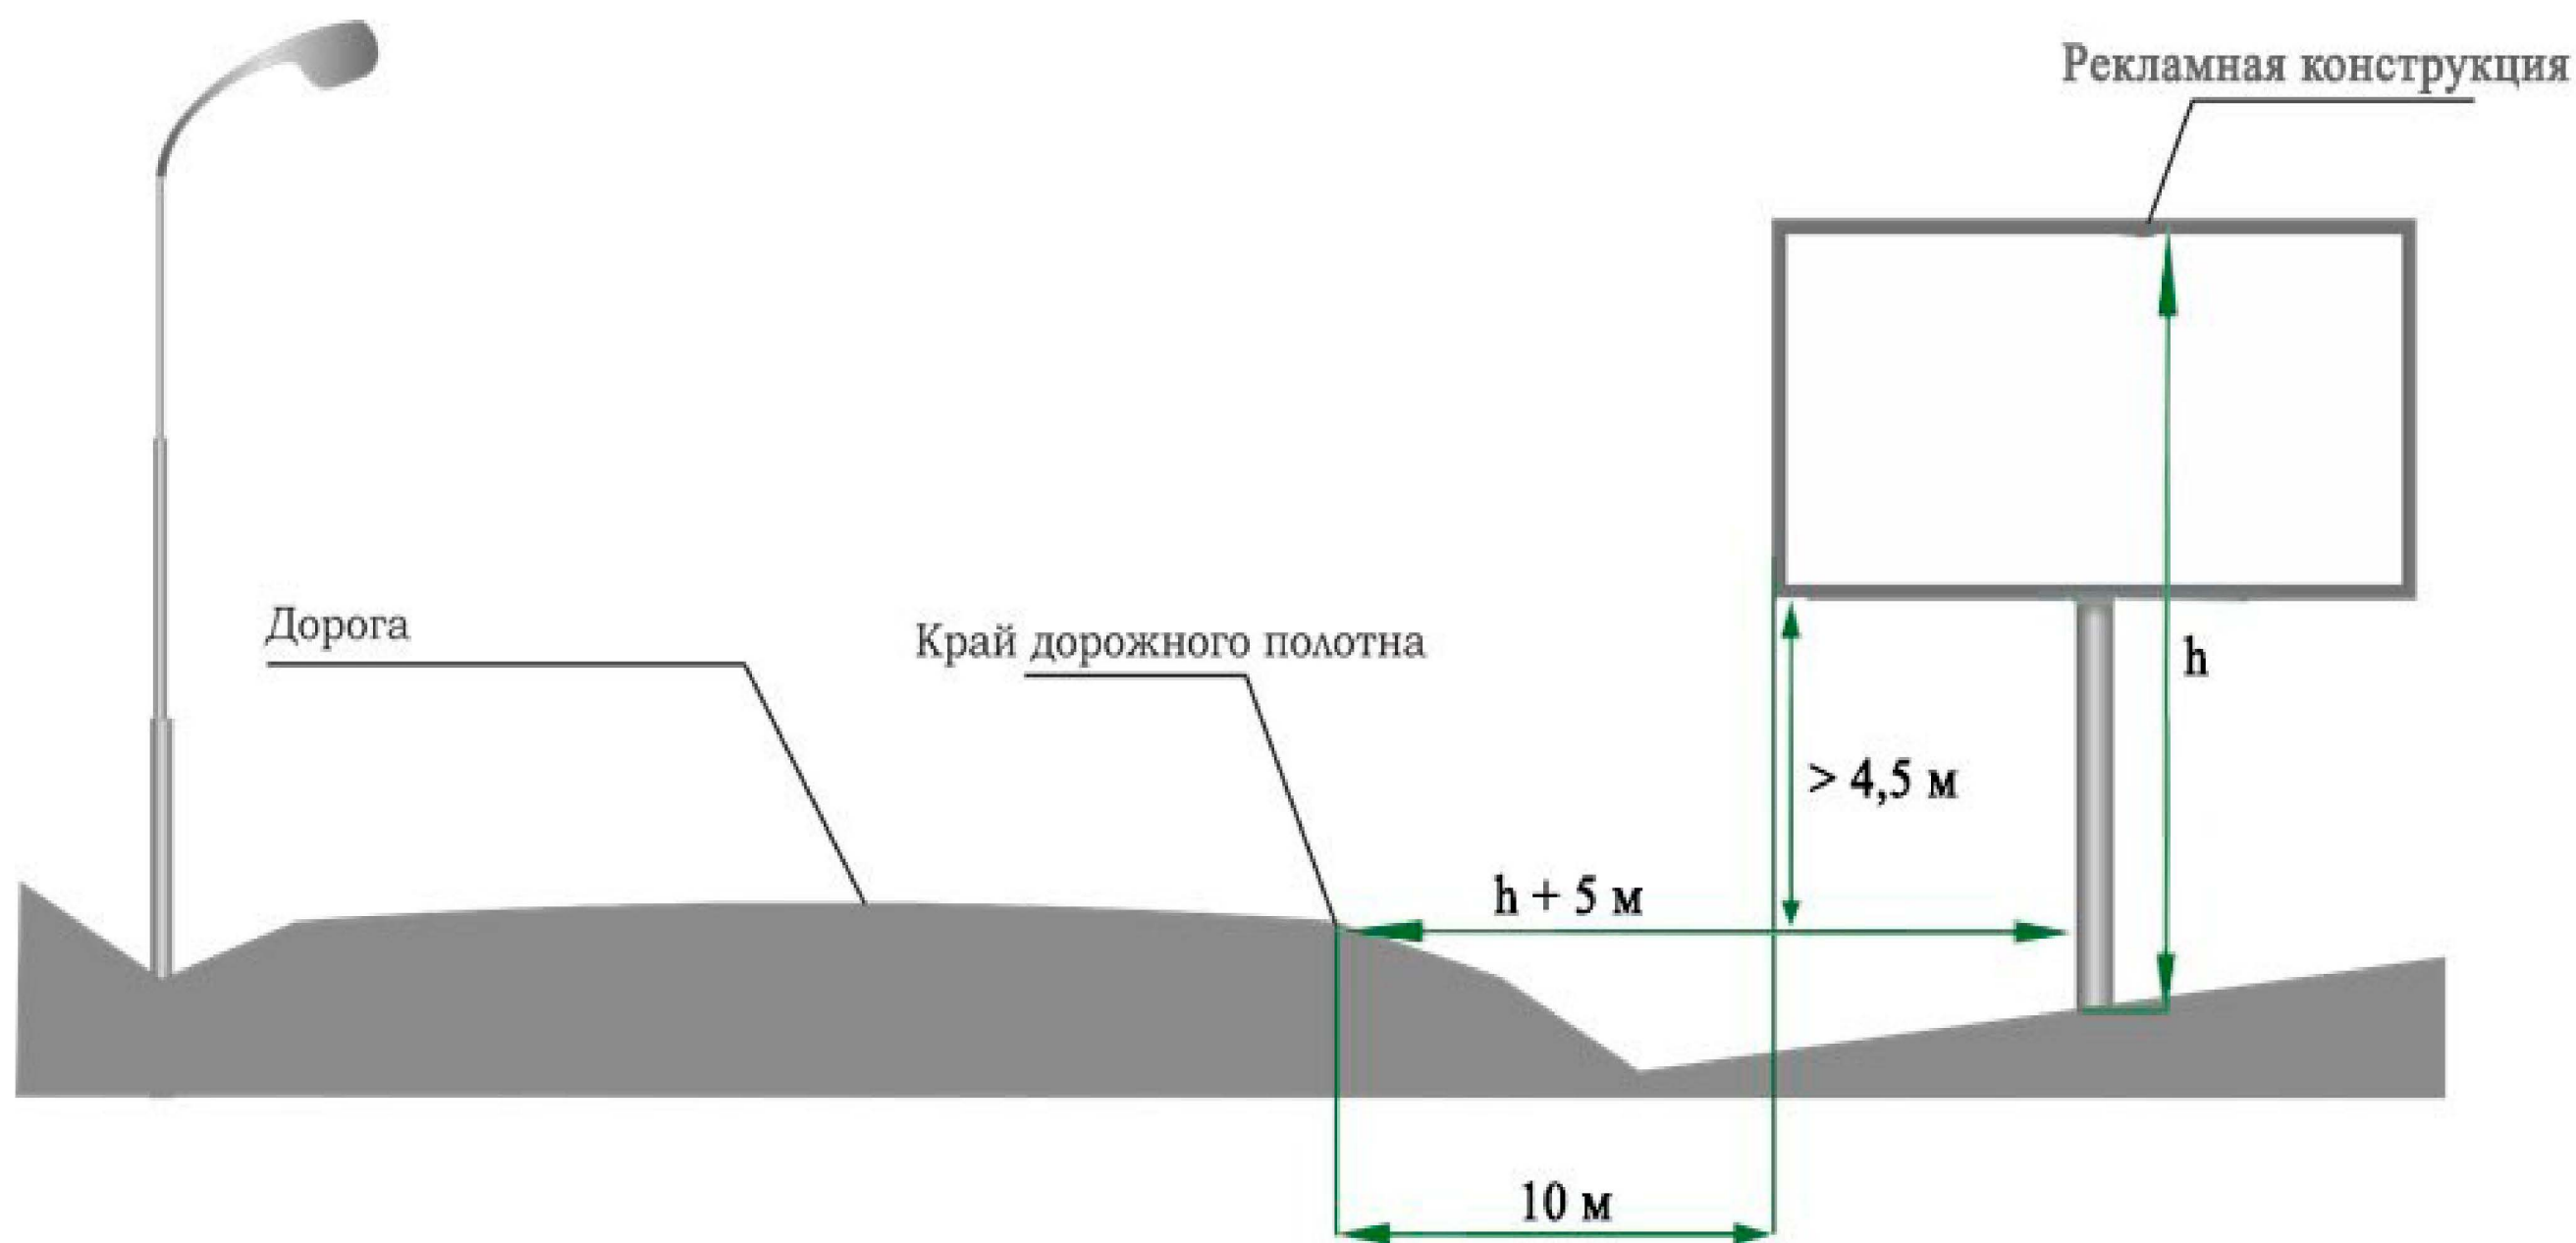 Рекламная конструкция
Дорога
Край дорожного полотна
h
> 4,5 м
h + 5 м
10 м